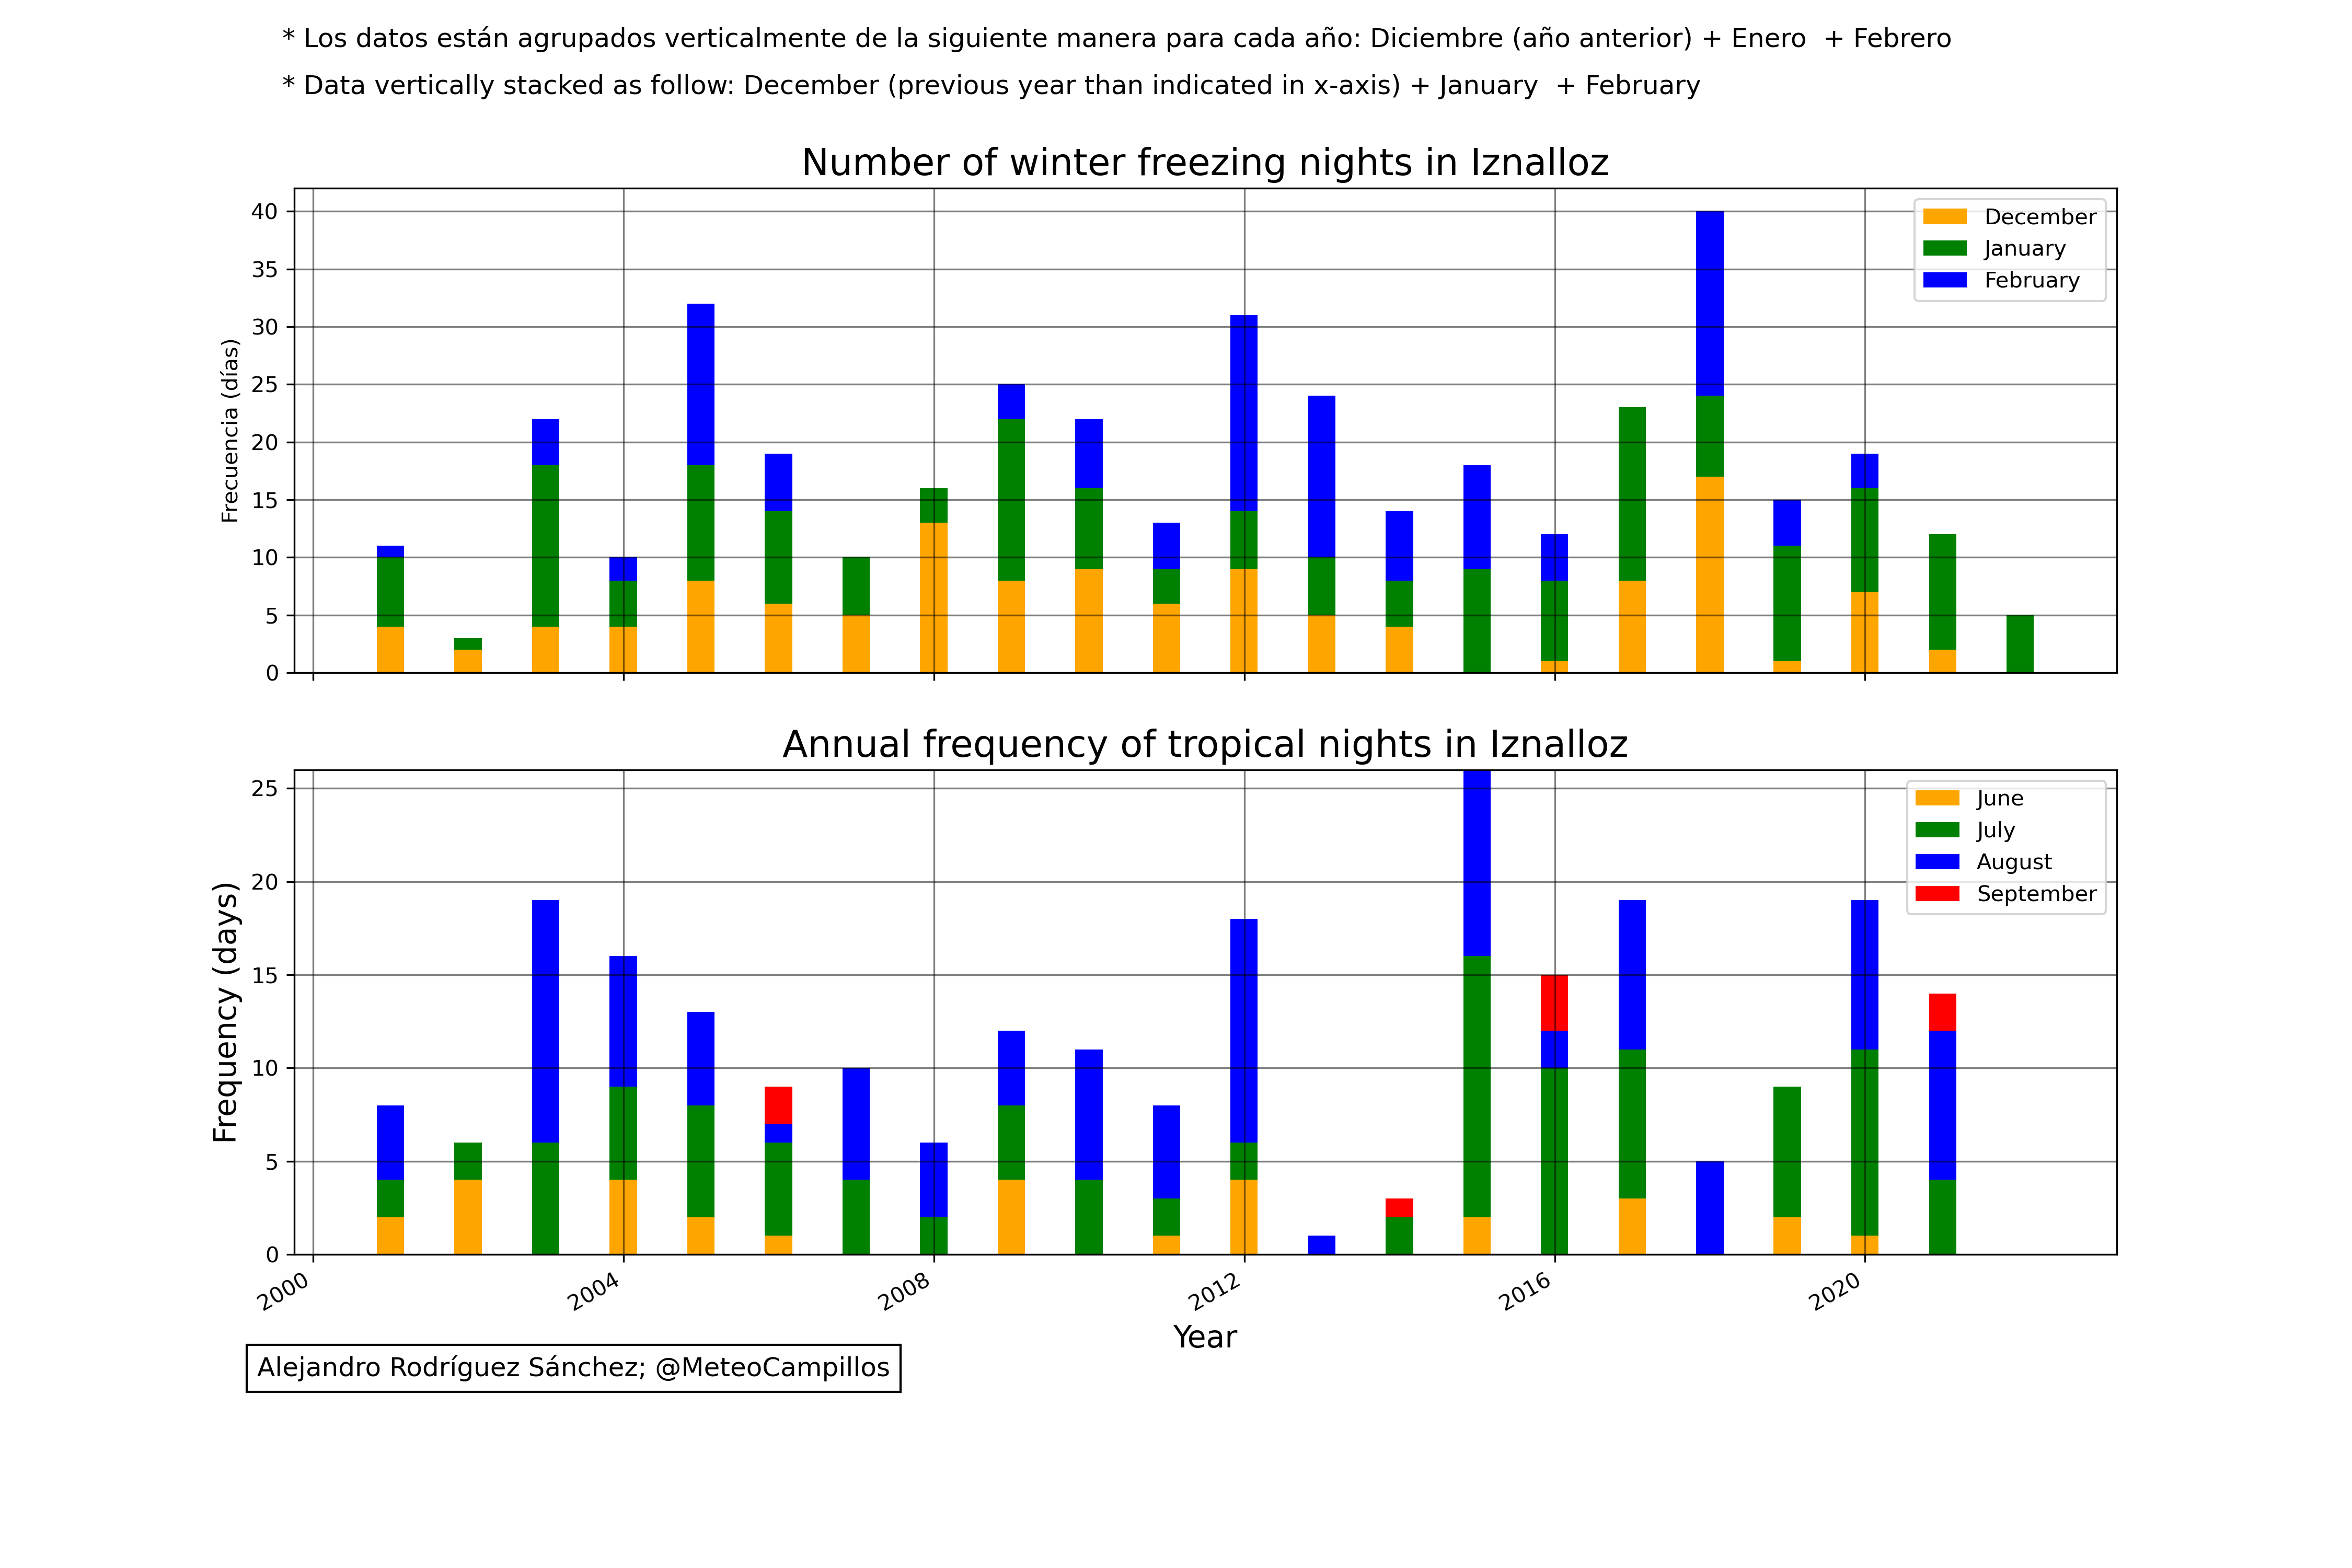 * Los datos están agrupados verticalmente de la siguiente manera para cada año: Diciembre (año anterior) + Enero  + Febrero
* Data vertically stacked as follow: December (previous year than indicated in x-axis) + January  + February
Number of winter freezing nights in Iznalloz
Frecuencia (días)
40
35
30
25
20
15
10
5
0
December
January
February
Annual frequency of tropical nights in Iznalloz
Frequency (days)
25
20
15
10
5
0
June
July
August
September
2000
2004
2008
2012
2016
2020
Year
Alejandro Rodríguez Sánchez; @MeteoCampillos